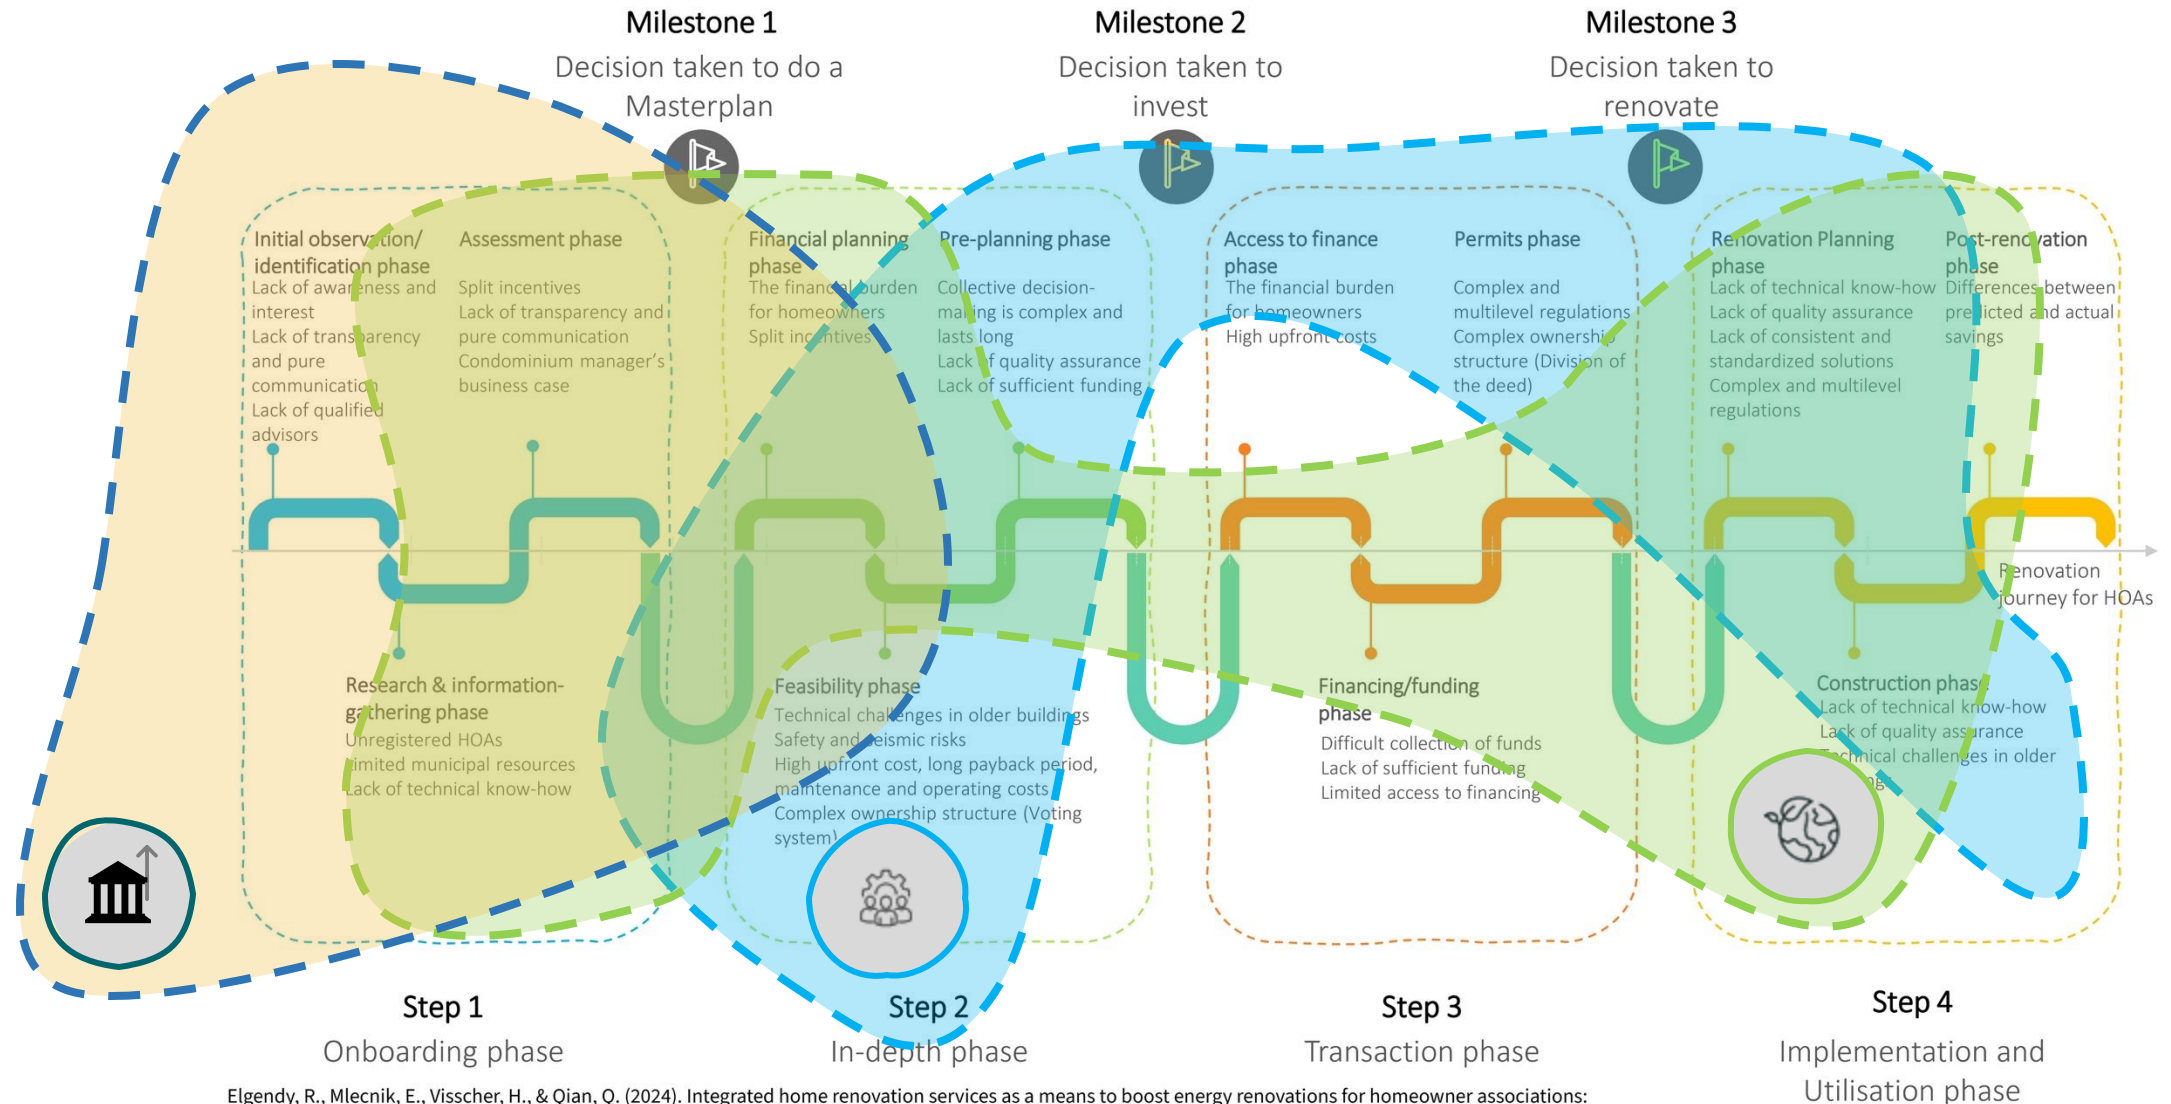 Milestone 1
Decision taken to do a
Masterplan
Milestone 2
Decision taken to
invest
Milestone 3
Decision taken to
renovate
Initial observation/
identification phase
Lack of awareness and
interest
Lack of transparency
and pure
communication
Lack of qualified
advisors
Assessment phase
Split incentives
Lack of transparency and
pure communication
Condominium manager's
business case
Financial planning
phase
The financial burden
for homeowners
Split incentives
Pre-planning phase
Collective decision-
making is complex and
lasts long
Lack of quality assurance
Lack of sufficient funding
Access to finance
phase
The financial burden
for homeowners
High upfront costs
Permits phase
Complex and
multilevel regulations
Complex ownership
structure (Division of
the deed)
Renovation Planning
phase
Lack of technical know-how
Lack of quality assurance
Lack of consistent and
standardized solutions
Complex and multilevel
regulations
Post-renovation
phase
Differences between
predicted and actual
savings
Renovation
journey for HOAs
Research & information-
gathering phase
Unregistered HOAs
Limited municipal resources
Lack of technical know-how
Feasibility phase
Technical challenges in older buildings
Safety and seismic risks
High upfront cost, long payback period,
maintenance and operating costs
Complex ownership structure (Voting
system)
Financing/funding
phase
Difficult collection of funds
Lack of sufficient funding
Limited access to financing
Construction phase
Lack of technical know-how
Lack of quality assurance
Technical challenges in older
Step 1
Onboarding phase
Step 2
In-depth phase
Step 3
Transaction phase
Step 4
Implementation and
Utilisation phase
Elgendy, R., Mlecnik, E., Visscher, H., & Qian, Q. (2024). Integrated home renovation services as a means to boost energy renovations for homeowner associations: